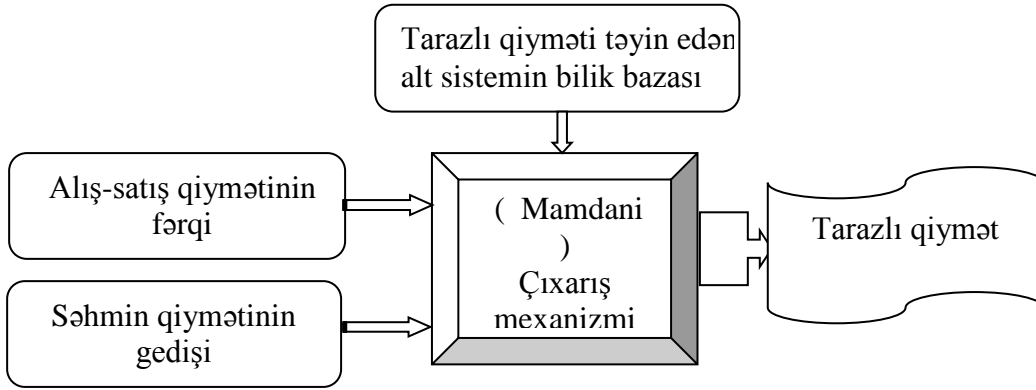 Tarazlı qiyməti təyin edən
alt sistemin bilik bazası
Alış-satış qiymətinin
fərqi
( Mamdani
)
Çıxarış
mexanizmi
Tarazlı qiymət
Səhmin qiymətinin
gedişi